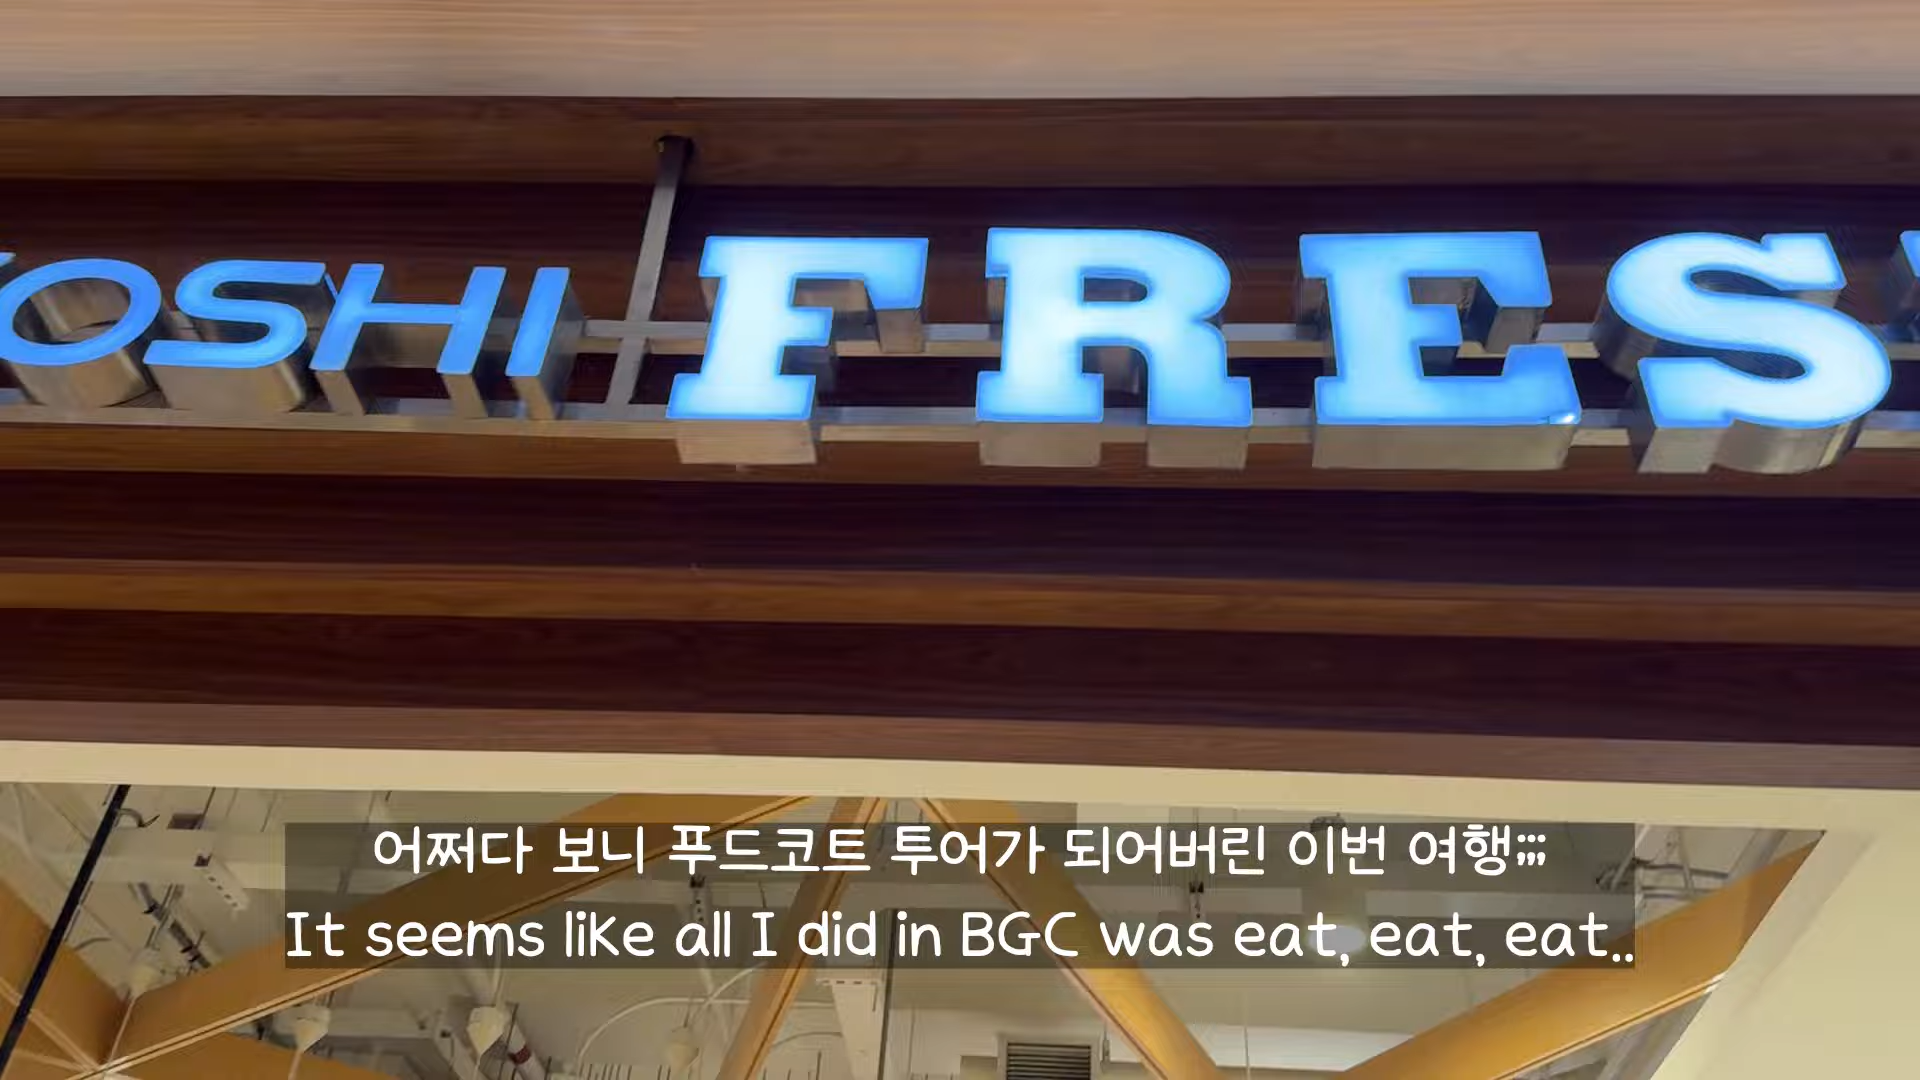 OSHI FRES
어쩌다 보니 푸드코트 투어가 되어버린 이번 여행;;;
It seems like all I did in BGC was eat, eat, eat..